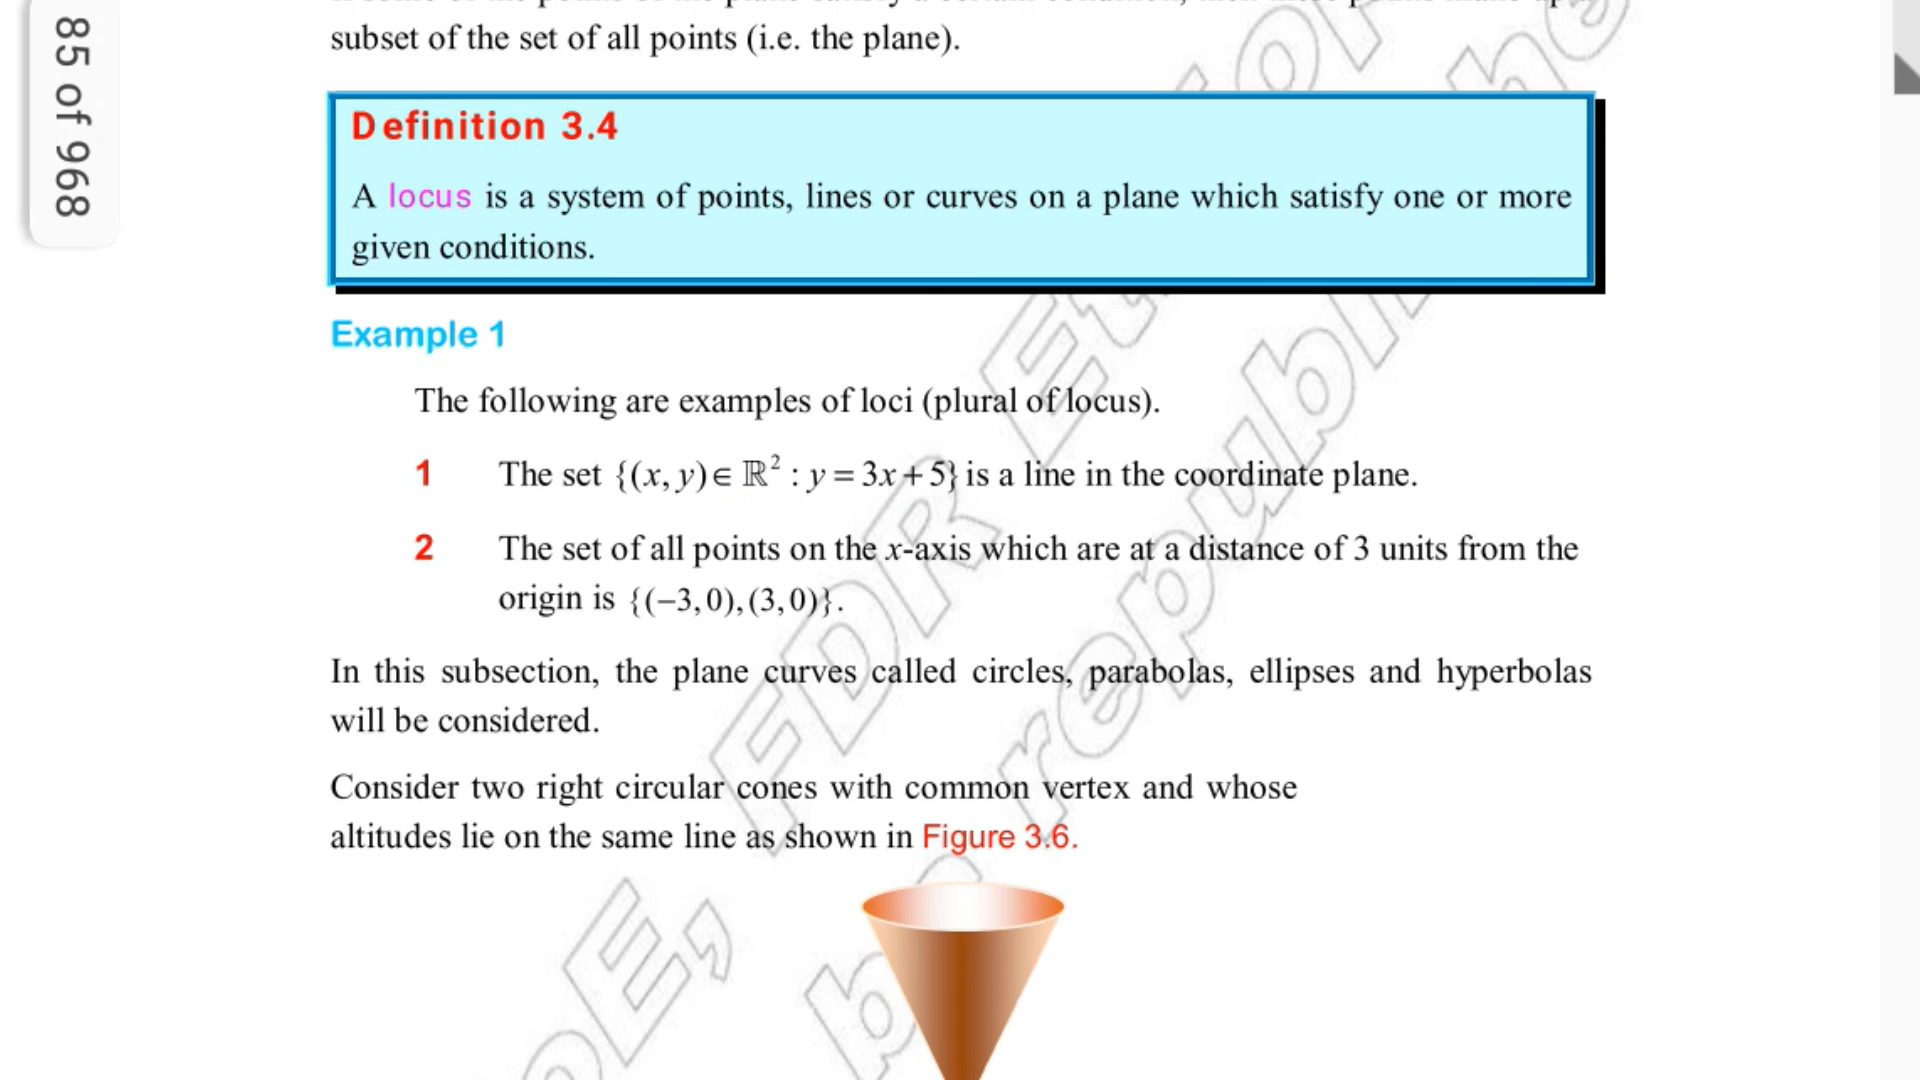 85 of 968
subset of the set of all points (i.e. the plane).
Definition 3.4
A locus is a system of points, lines or curves on a plane which satisfy one or more
given conditions.
Example 1
The following are examples of loci (plural of locus).
1 The set {(x, y)∈ ℝ² : y = 3x + 5} is a line in the coordinate plane.
2 The set of all points on the x-axis which are at a distance of 3 units from the
origin is {(−3, 0), (3, 0)}.
In this subsection, the plane curves called circles, parabolas, ellipses and hyperbolas
will be considered.
Consider two right circular cones with common vertex and whose
altitudes lie on the same line as shown in Figure 3.6.